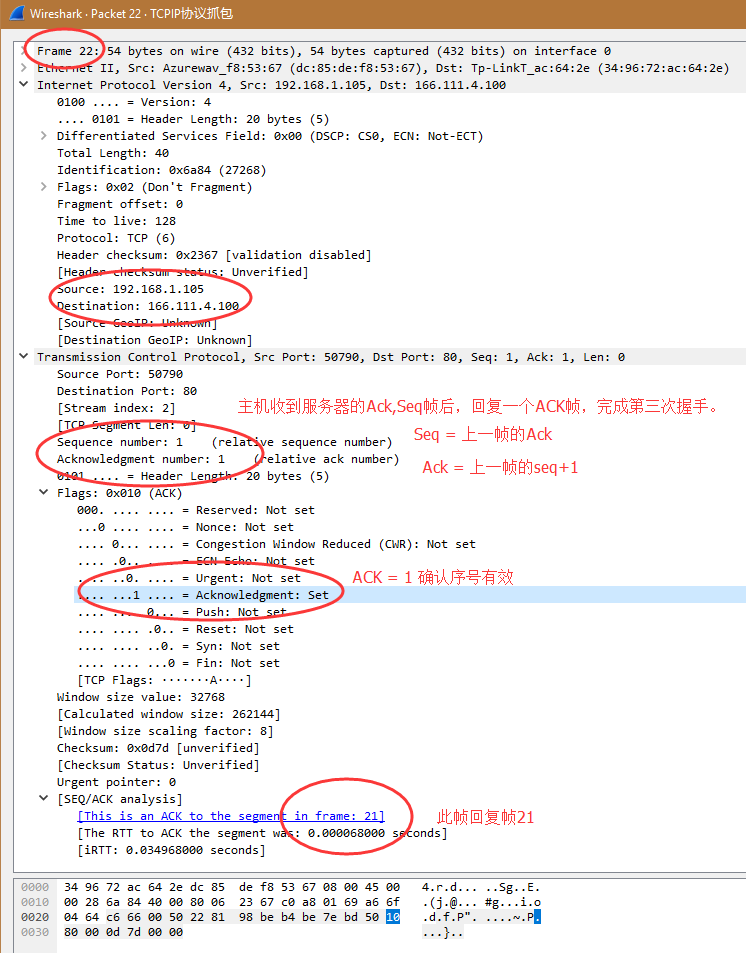 Wireshark · Packet 22 · TCPIP协议抓包
Frame 22: 54 bytes on wire (432 bits), 54 bytes captured (432 bits) on interface 0
Ethernet II, Src: Azurewav_f8:53:67 (dc:85:de:f8:53:67), Dst: Tp-LinkT_ac:64:2e (34:96:72:ac:64:2e)
Internet Protocol Version 4, Src: 192.168.1.105, Dst: 166.111.4.100
0100 .... = Version: 4
.... 0101 = Header Length: 20 bytes (5)
Differentiated Services Field: 0x00 (DSCP: CS0, ECN: Not-ECT)
Total Length: 40
Identification: 0x6a84 (27268)
Flags: 0x02 (Don't Fragment)
Fragment offset: 0
Time to live: 128
Protocol: TCP (6)
Header checksum: 0x2367 [validation disabled]
[Header checksum status: Unverified]
Source: 192.168.1.105
Destination: 166.111.4.100
[Source GeoIP: Unknown]
[Destination GeoIP: Unknown]
Transmission Control Protocol, Src Port: 50790, Dst Port: 80, Seq: 1, Ack: 1, Len: 0
Source Port: 50790
Destination Port: 80
[Stream index: 2]
主机收到服务器的Ack,Seq帧后，回复一个ACK帧，完成第三次握手。
[TCP Segment Len: 0]
Sequence number: 1    (relative sequence number)
Seq = 上一帧的Ack
Acknowledgment number: 1    (relative ack number)
Ack = 上一帧的seq+1
0101 .... = Header Length: 20 bytes (5)
Flags: 0x010 (ACK)
000. .... .... = Reserved: Not set
...0 .... .... = Nonce: Not set
.... 0... .... = Congestion Window Reduced (CWR): Not set
.... .0.. .... = ECN-Echo: Not set
.... ..0. .... = Urgent: Not set
ACK = 1 确认序号有效
.... ...1 .... = Acknowledgment: Set
.... .... 0... = Push: Not set
.... .... .0.. = Reset: Not set
.... .... ..0. = Syn: Not set
.... .... ...0 = Fin: Not set
[TCP Flags: ·······A····]
Window size value: 32768
[Calculated window size: 262144]
[Window size scaling factor: 8]
Checksum: 0x0d7d [unverified]
[Checksum Status: Unverified]
Urgent pointer: 0
[SEQ/ACK analysis]
[This is an ACK to the segment in frame: 21]
此帧回复帧21
[The RTT to ACK the segment was: 0.000068000 seconds]
[iRTT: 0.034968000 seconds]
0000 34 96 72 ac 64 2e dc 85 de f8 53 67 08 00 45 00 4.r.d... ..Sg..E.
0010 00 28 6a 84 40 00 80 06 23 67 c0 a8 01 69 a6 6f .(j.@... #g...i.o
0020 04 64 c6 66 00 50 22 81 98 be b4 be 7e bd 50 10 .d.f.P". ....~.P.
0030 80 00 0d 7d 00 00 ...}..